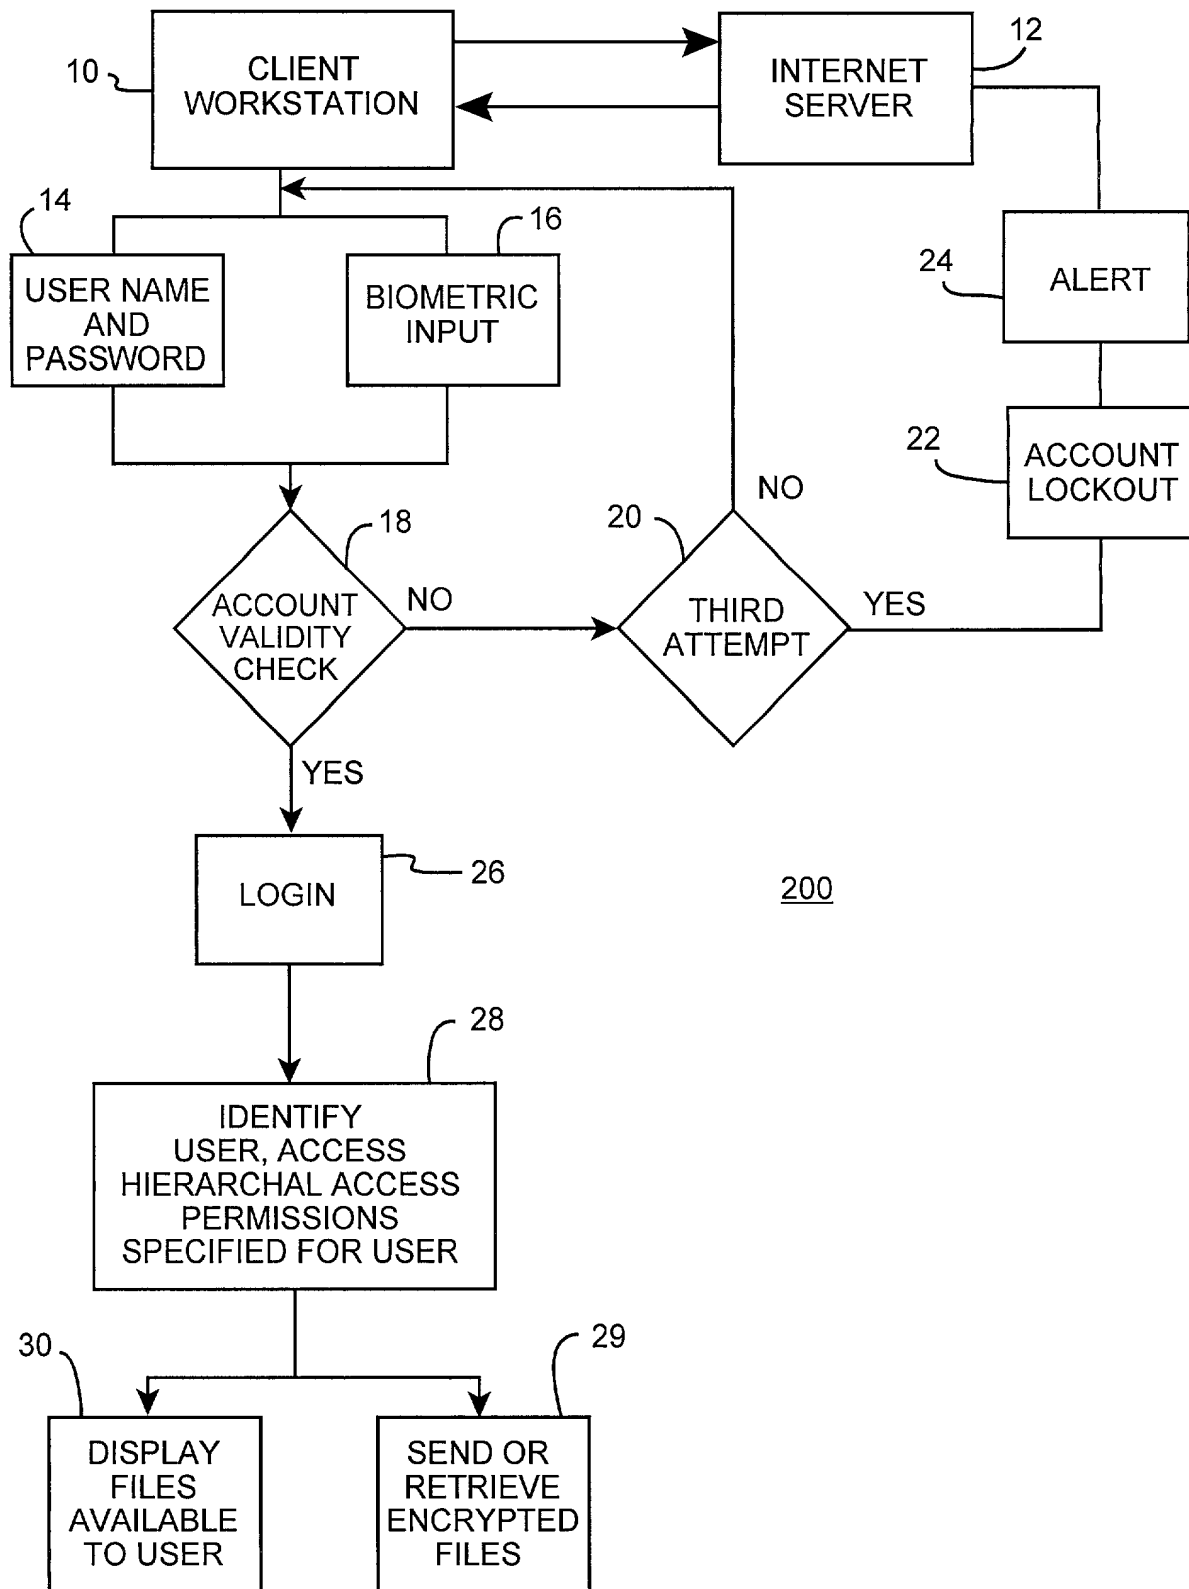 10
CLIENT
WORKSTATION
INTERNET
SERVER
12
14
USER NAME
AND
PASSWORD
16
BIOMETRIC
INPUT
24
ALERT
22
ACCOUNT
LOCKOUT
18
ACCOUNT
VALIDITY
CHECK
NO
20
THIRD
ATTEMPT
NO
YES
YES
LOGIN
26
200
28
IDENTIFY
USER, ACCESS
HIERARCHAL ACCESS
PERMISSIONS
SPECIFIED FOR USER
30
DISPLAY
FILES
AVAILABLE
TO USER
29
SEND OR
RETRIEVE
ENCRYPTED
FILES